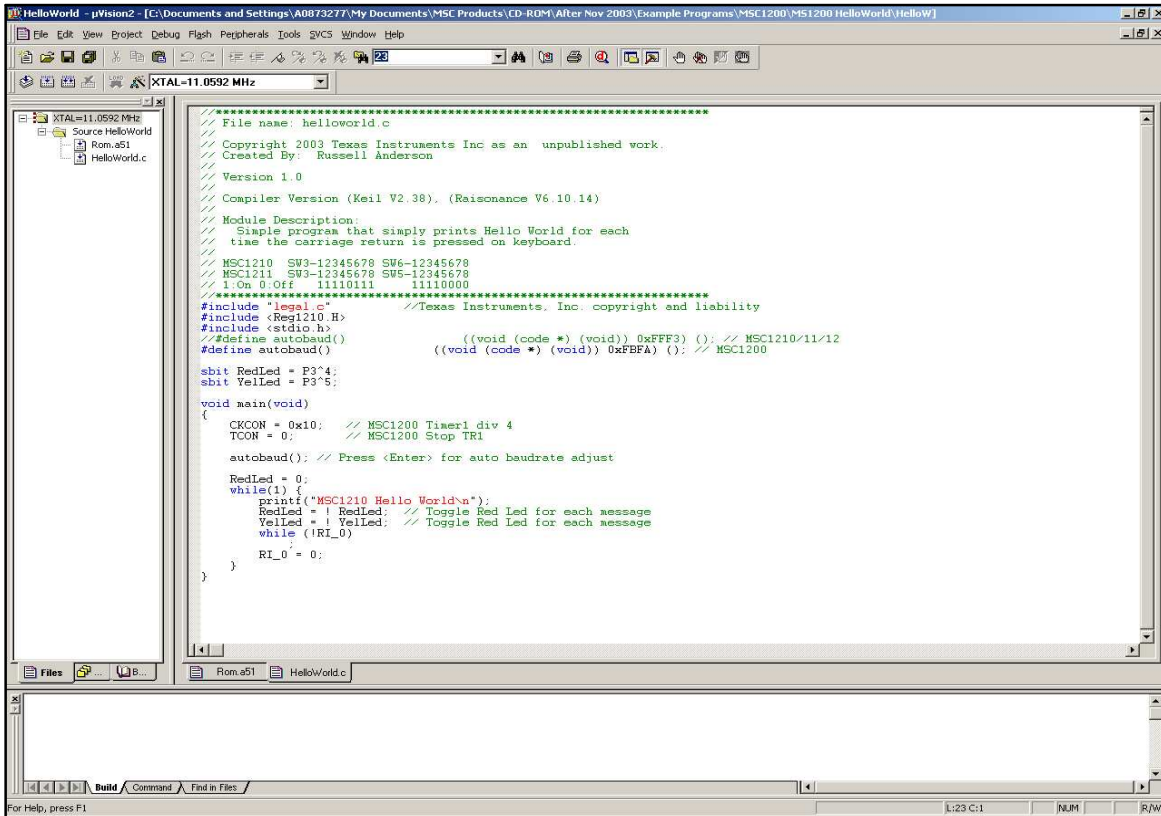 HelloWorld - µVision2 - [C:\Documents and Settings\A0873277\My Documents\MSC Products\CD-ROM\After Nov 2003\Example Programs\MSC1200\MS1200 HelloWorld\HelloW]
File Edit View Project Debug Flash Peripherals Tools SVCS Window Help
23
LOAD
XTAL=11.0592 MHz
XTAL=11.0592 MHz
Source HelloWorld
Rom.a51
HelloWorld.c
//*********************************************************************
// File name: helloworld.c
//
// Copyright 2003 Texas Instruments Inc as an unpublished work.
// Created By: Russell Anderson
//
// Version 1.0
//
// Compiler Version (Keil V2.38), (Raisonance V6.10.14)
//
// Module Description:
// Simple program that simply prints Hello World for each
// time the carriage return is pressed on keyboard.
//
// MSC1210 SW3-12345678 SW6-12345678
// MSC1211 SW3-12345678 SW5-12345678
// 1:On 0:Off 11110111 11110000
//*********************************************************************
#include "legal.c" //Texas Instruments, Inc. copyright and liability
#include <Reg1210.H>
#include <stdio.h>
//#define autobaud() ((void (code *) (void)) 0xFFF3) (); // MSC1210/11/12
#define autobaud() ((void (code *) (void)) 0xFBFA) (); // MSC1200
sbit RedLed = P3^4;
sbit YelLed = P3^5;
void main(void)
{
CKCON = 0x10; // MSC1200 Timer1 div 4
TCON = 0; // MSC1200 Stop TR1
autobaud(); // Press <Enter> for auto baudrate adjust
RedLed = 0;
while(1) {
printf("MSC1210 Hello World\n");
RedLed = ! RedLed; // Toggle Red Led for each message
YelLed = ! YelLed; // Toggle Red Led for each message
while (!RI_0)
;
RI_0 = 0;
}
}
Files ... B...
Rom.a51 HelloWorld.c
Build Command Find in Files
For Help, press F1 L:23 C:1 NUM R/W